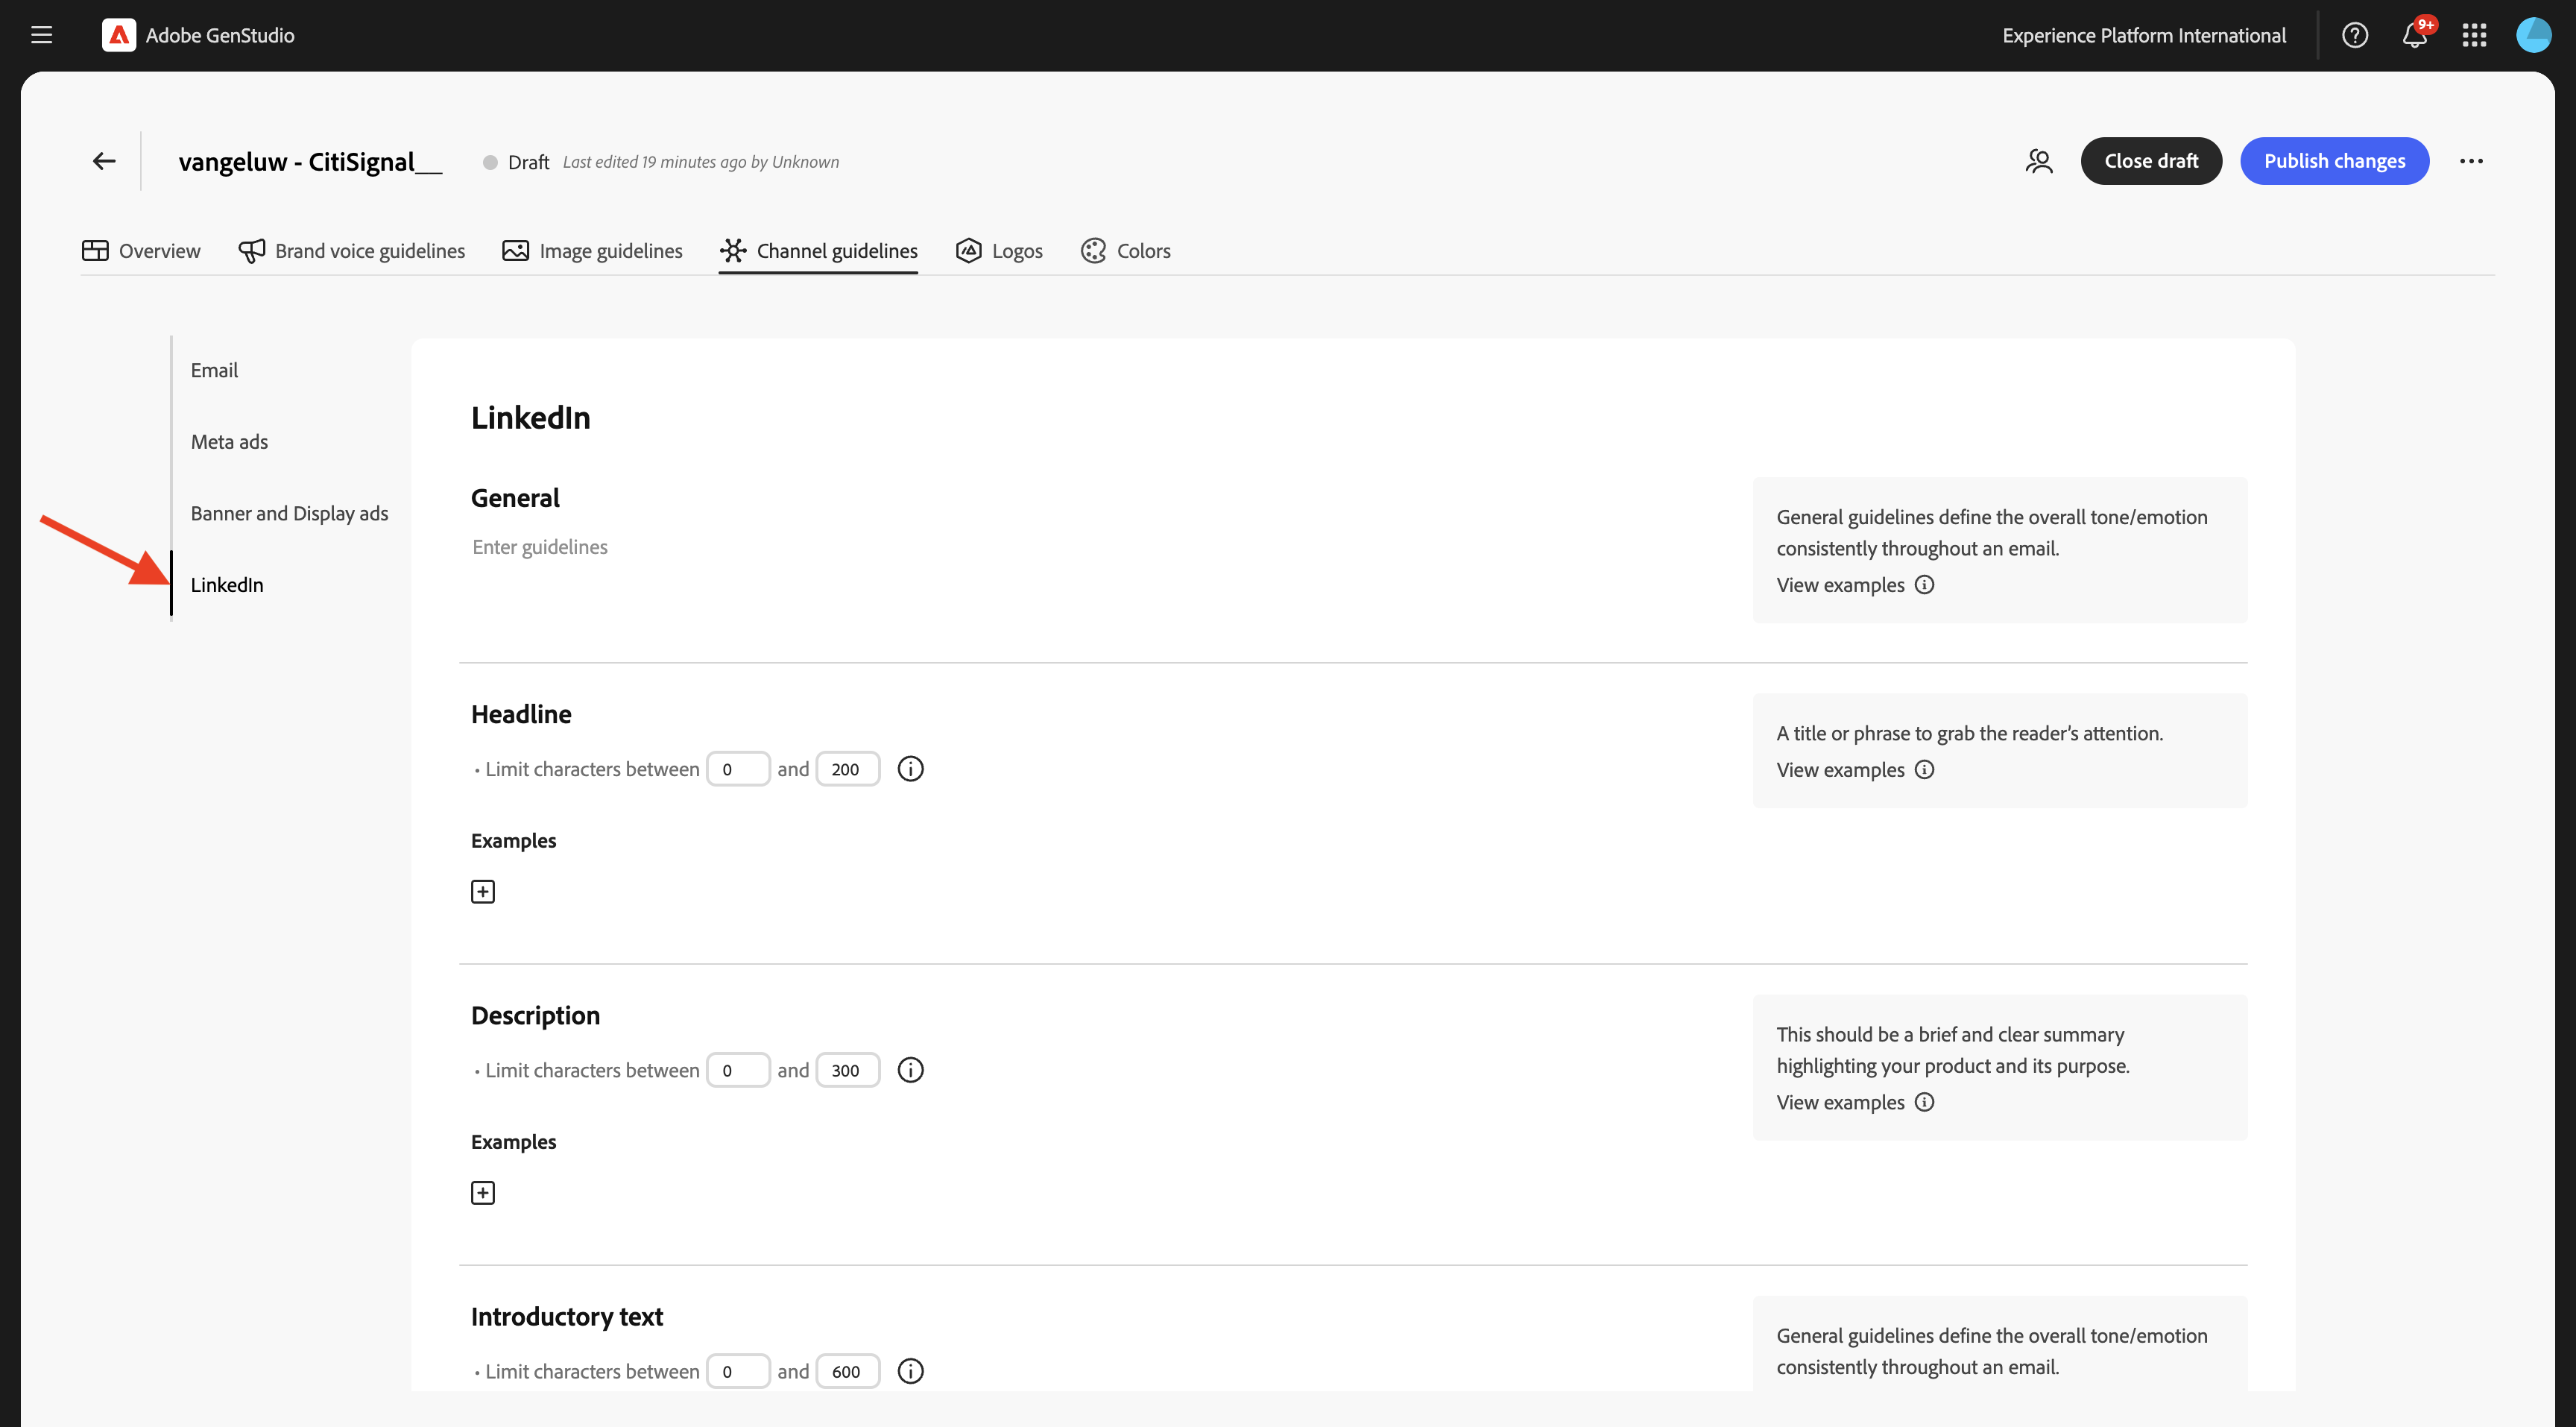 Adobe GenStudio
Experience Platform International
9+
vangeluw - CitiSignal__
Draft
Last edited 19 minutes ago by Unknown
Close draft
Publish changes
Overview
Brand voice guidelines
Image guidelines
Channel guidelines
Logos
Colors
Email
Meta ads
Banner and Display ads
LinkedIn
LinkedIn
General
Enter guidelines
General guidelines define the overall tone/emotion
consistently throughout an email.
View examples
Headline
• Limit characters between 0 and 200
Examples
A title or phrase to grab the reader's attention.
View examples
Description
• Limit characters between 0 and 300
Examples
This should be a brief and clear summary
highlighting your product and its purpose.
View examples
Introductory text
• Limit characters between 0 and 600
General guidelines define the overall tone/emotion
consistently throughout an email.